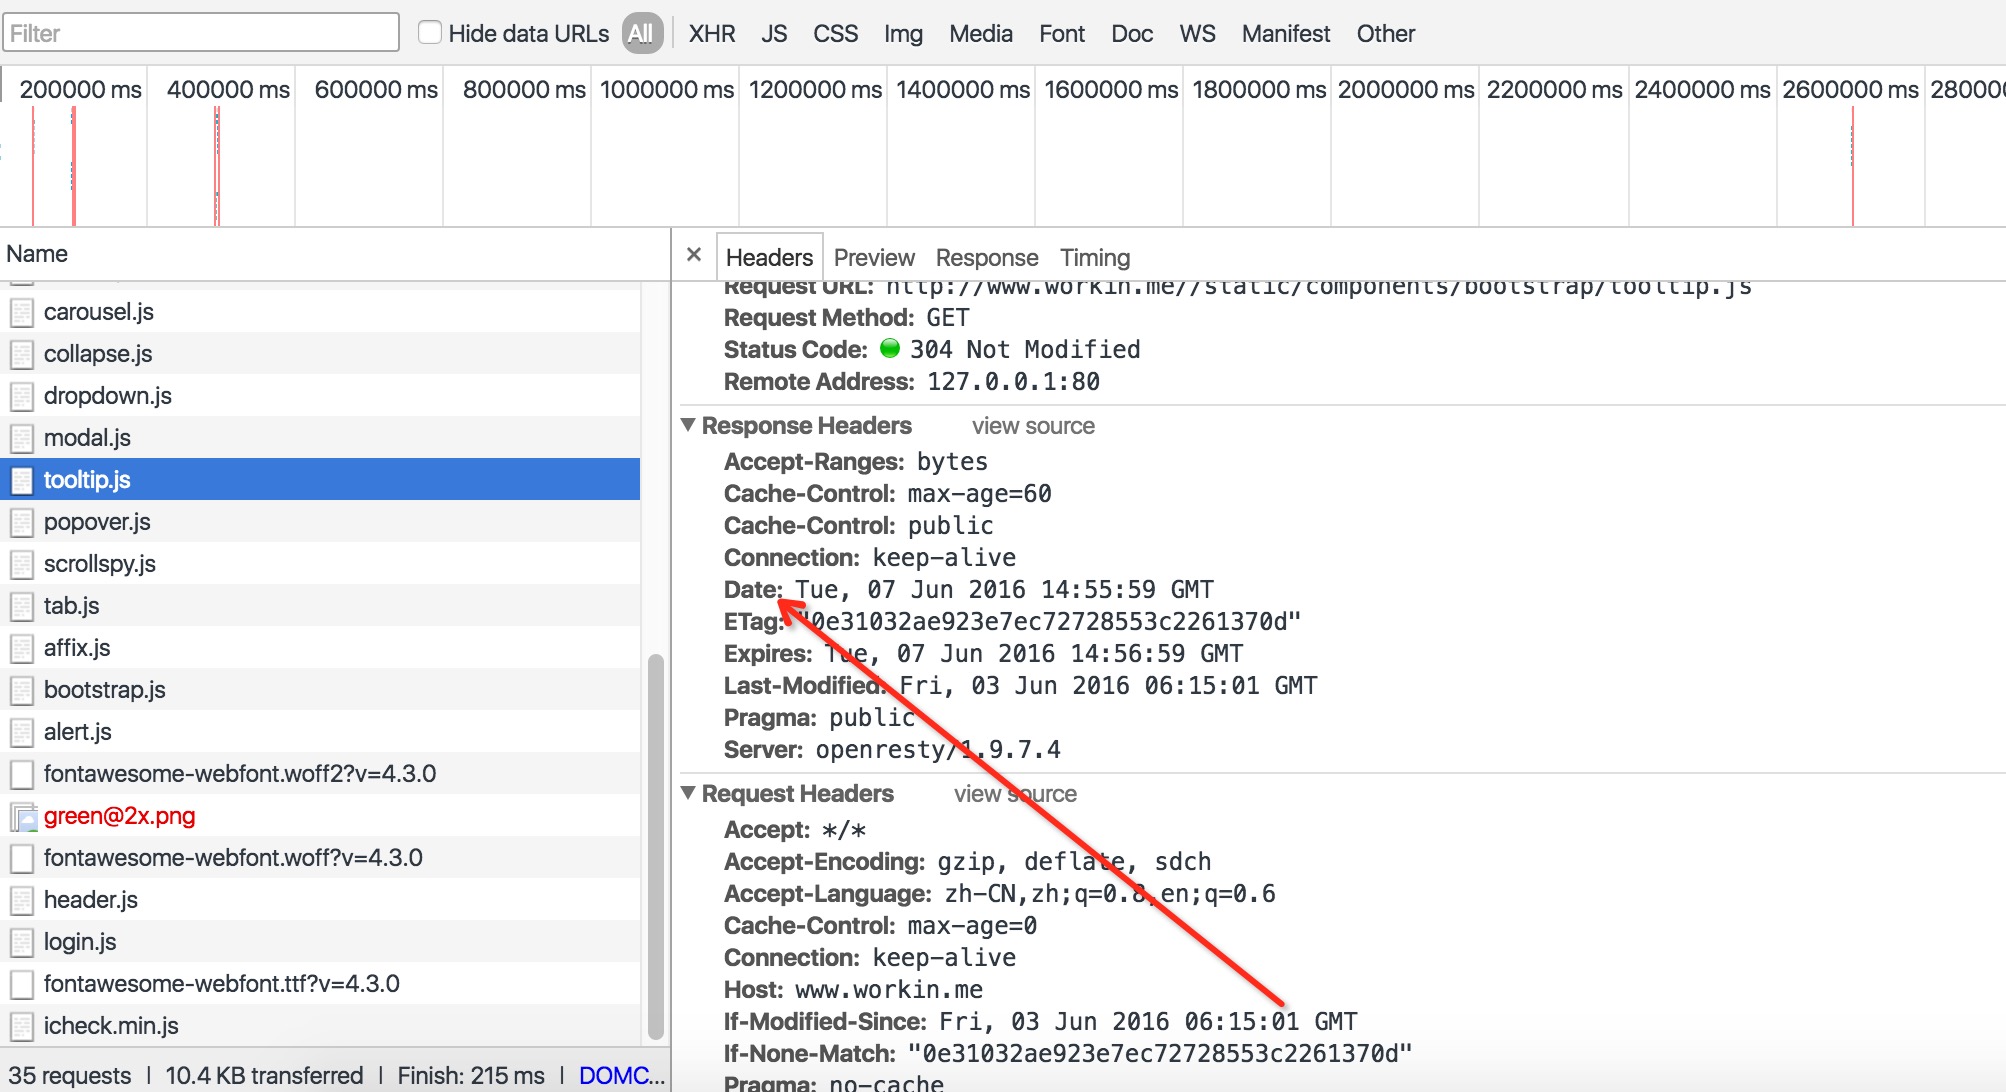 Filter
Hide data URLs All XHR JS CSS Img Media Font Doc WS Manifest Other
200000 ms 400000 ms 600000 ms 800000 ms 1000000 ms 1200000 ms 1400000 ms 1600000 ms 1800000 ms 2000000 ms 2200000 ms 2400000 ms 2600000 ms
Name
carousel.js
collapse.js
dropdown.js
modal.js
tooltip.js
popover.js
scrollspy.js
tab.js
affix.js
bootstrap.js
alert.js
fontawesome-webfont.woff2?v=4.3.0
green@2x.png
fontawesome-webfont.woff?v=4.3.0
header.js
login.js
fontawesome-webfont.ttf?v=4.3.0
icheck.min.js
35 requests | 10.4 KB transferred | Finish: 215 ms | DOMC...
× Headers Preview Response Timing
Request URL: http://www.workin.me//static/components/bootstrap/tooltip.js
Request Method: GET
Status Code: 304 Not Modified
Remote Address: 127.0.0.1:80
Response Headers view source
Accept-Ranges: bytes
Cache-Control: max-age=60
Cache-Control: public
Connection: keep-alive
Date: Tue, 07 Jun 2016 14:55:59 GMT
ETag: "0e31032ae923e7ec72728553c2261370d"
Expires: Tue, 07 Jun 2016 14:56:59 GMT
Last-Modified: Fri, 03 Jun 2016 06:15:01 GMT
Pragma: public
Server: openresty/1.9.7.4
Request Headers view source
Accept: */*
Accept-Encoding: gzip, deflate, sdch
Accept-Language: zh-CN,zh;q=0.8,en;q=0.6
Cache-Control: max-age=0
Connection: keep-alive
Host: www.workin.me
If-Modified-Since: Fri, 03 Jun 2016 06:15:01 GMT
If-None-Match: "0e31032ae923e7ec72728553c2261370d"
Pragma: no-cache